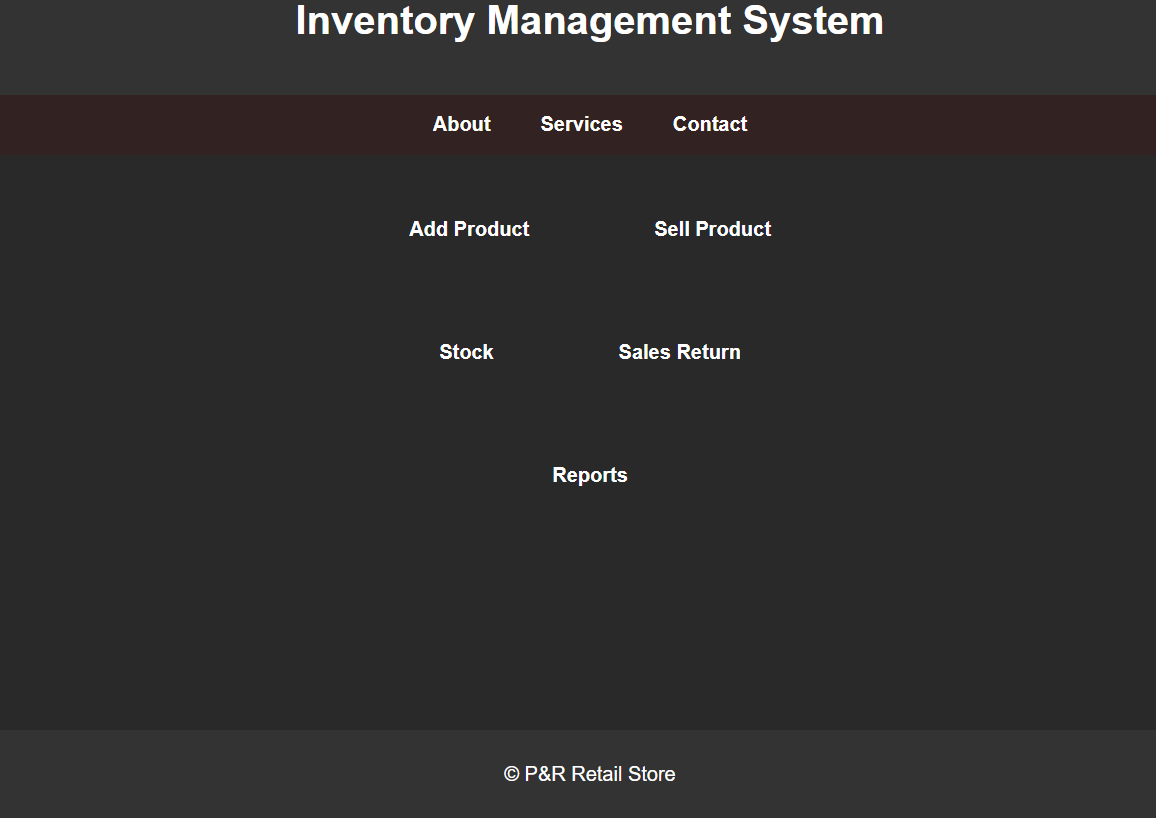 Inventory Management System
About Services Contact
Add Product Sell Product
Stock Sales Return
Reports
© P&R Retail Store